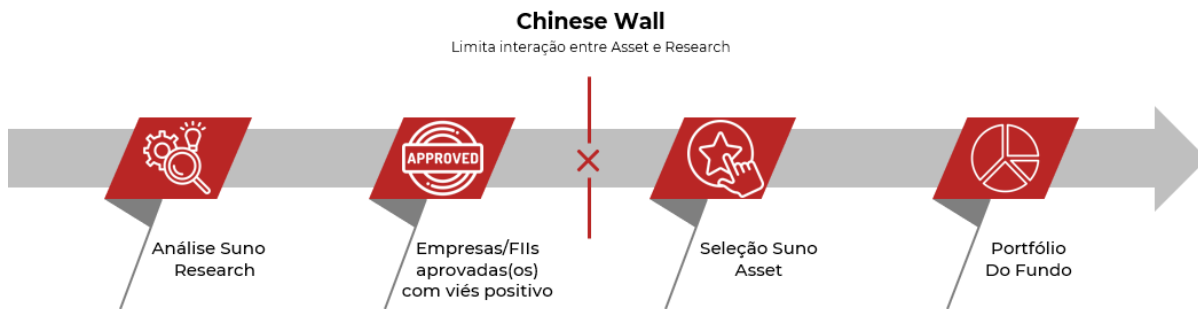 Chinese Wall
Limita interação entre Asset e Research
APPROVED
Análise Suno
Research
Empresas/FIIs
aprovadas(os)
com viés positivo
Seleção Suno
Asset
Portfólio
Do Fundo